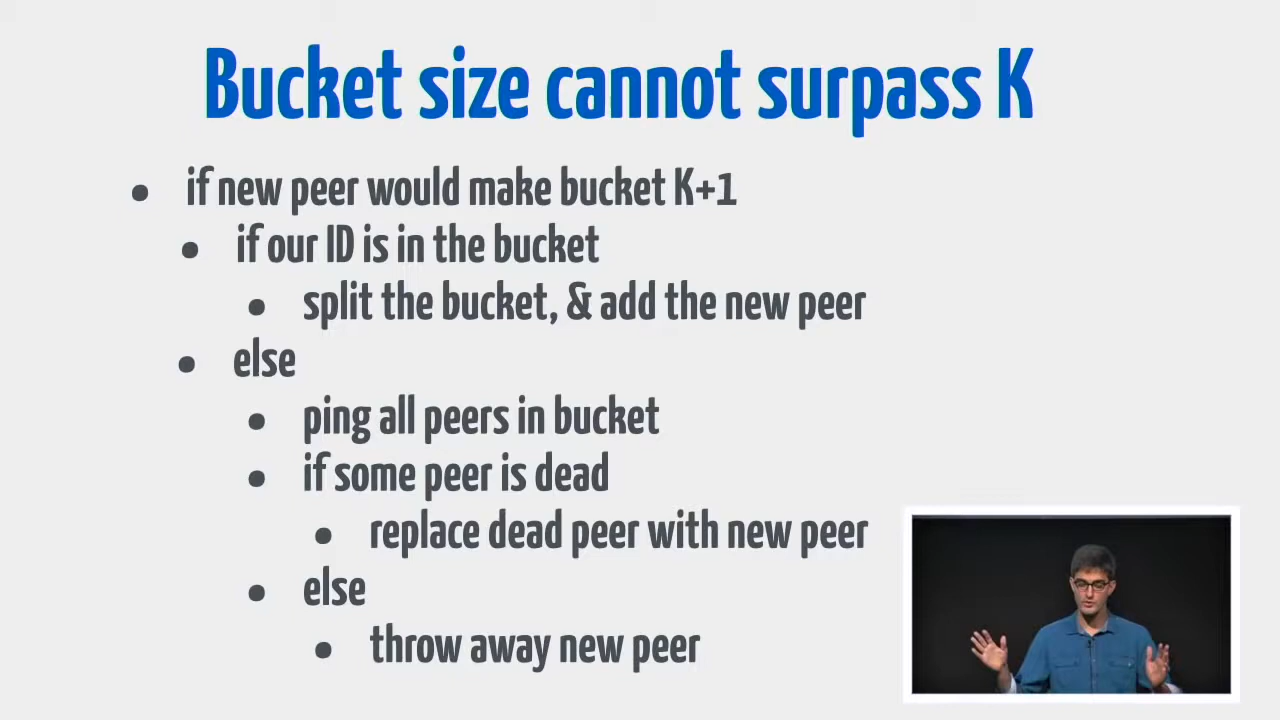 Bucket size cannot surpass K
• if new peer would make bucket K+1
• if our ID is in the bucket
• split the bucket, & add the new peer
• else
• ping all peers in bucket
• if some peer is dead
• replace dead peer with new peer
• else
• throw away new peer